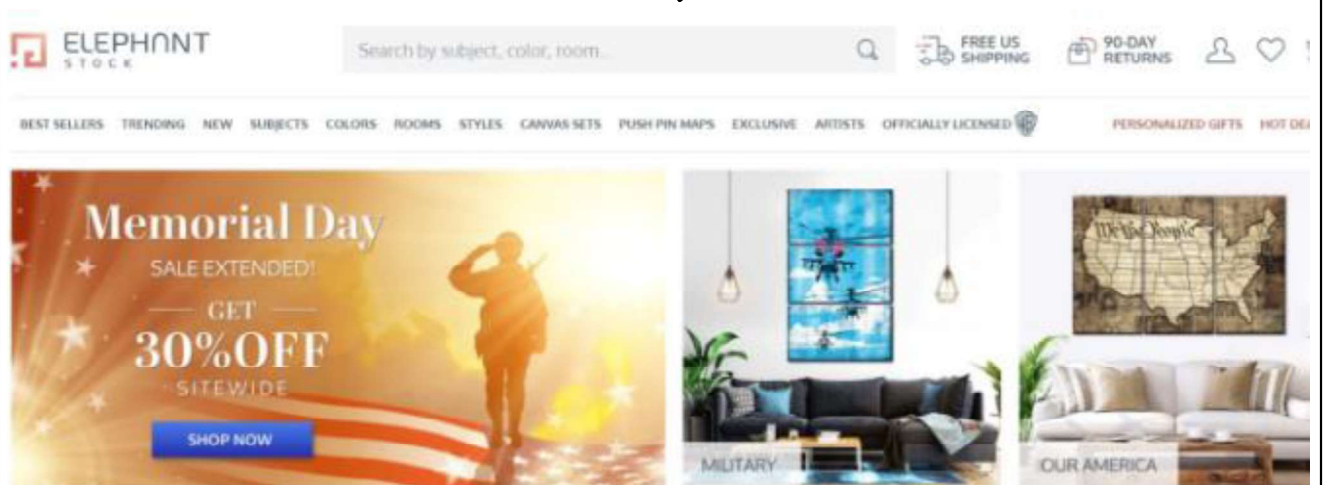 ELEPHANT
STOCK
Search by subject, color, room...
FREE US
SHIPPING
90-DAY
RETURNS
BEST SELLERS TRENDING NEW SUBJECTS COLORS ROOMS STYLES CANVAS SETS PUSH PIN MAPS EXCLUSIVE ARTISTS OFFICIALLY LICENSED PERSONALIZED GIFTS HOT DEA
Memorial Day
SALE EXTENDED!
GET
30%OFF
SITEWIDE
SHOP NOW
MILITARY
We the People
OUR AMERICA